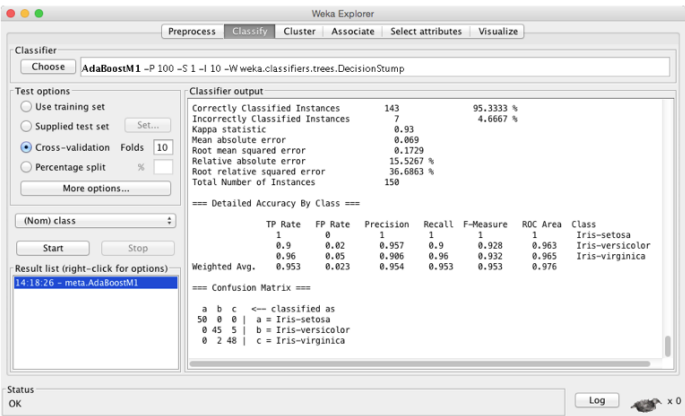 Weka Explorer
Preprocess Classify Cluster Associate Select attributes Visualize
Classifier
Choose AdaBoostM1 -P 100 -S 1 -I 10 -W weka.classifiers.trees.DecisionStump
Test options
Use training set
Supplied test set Set...
Cross-validation Folds 10
Percentage split %
More options...
(Nom) class
Start Stop
Result list (right-click for options)
14:18:26 - meta.AdaBoostM1
Classifier output
Correctly Classified Instances 143 95.3333 %
Incorrectly Classified Instances 7 4.6667 %
Kappa statistic 0.93
Mean absolute error 0.069
Root mean squared error 0.1729
Relative absolute error 15.5267 %
Root relative squared error 36.6863 %
Total Number of Instances 150
=== Detailed Accuracy By Class ===
TP Rate FP Rate Precision Recall F-Measure ROC Area Class
1 0 1 1 1 1 Iris-setosa
0.9 0.02 0.957 0.9 0.928 0.963 Iris-versicolor
0.96 0.05 0.906 0.96 0.932 0.965 Iris-virginica
Weighted Avg. 0.953 0.023 0.954 0.953 0.953 0.976
=== Confusion Matrix ===
a b c <-- classified as
50 0 0 | a = Iris-setosa
0 45 5 | b = Iris-versicolor
0 2 48 | c = Iris-virginica
Status
OK
Log x 0